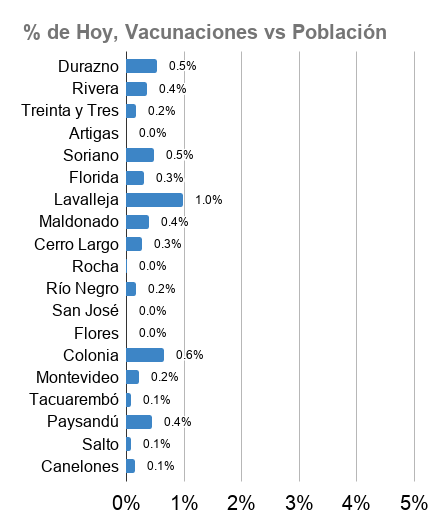 % de Hoy, Vacunaciones vs Población
Durazno 0.5%
Rivera 0.4%
Treinta y Tres 0.2%
Artigas 0.0%
Soriano 0.5%
Florida 0.3%
Lavalleja 1.0%
Maldonado 0.4%
Cerro Largo 0.3%
Rocha 0.0%
Río Negro 0.2%
San José 0.0%
Flores 0.0%
Colonia 0.6%
Montevideo 0.2%
Tacuarembó 0.1%
Paysandú 0.4%
Salto 0.1%
Canelones 0.1%
0% 1% 2% 3% 4% 5%